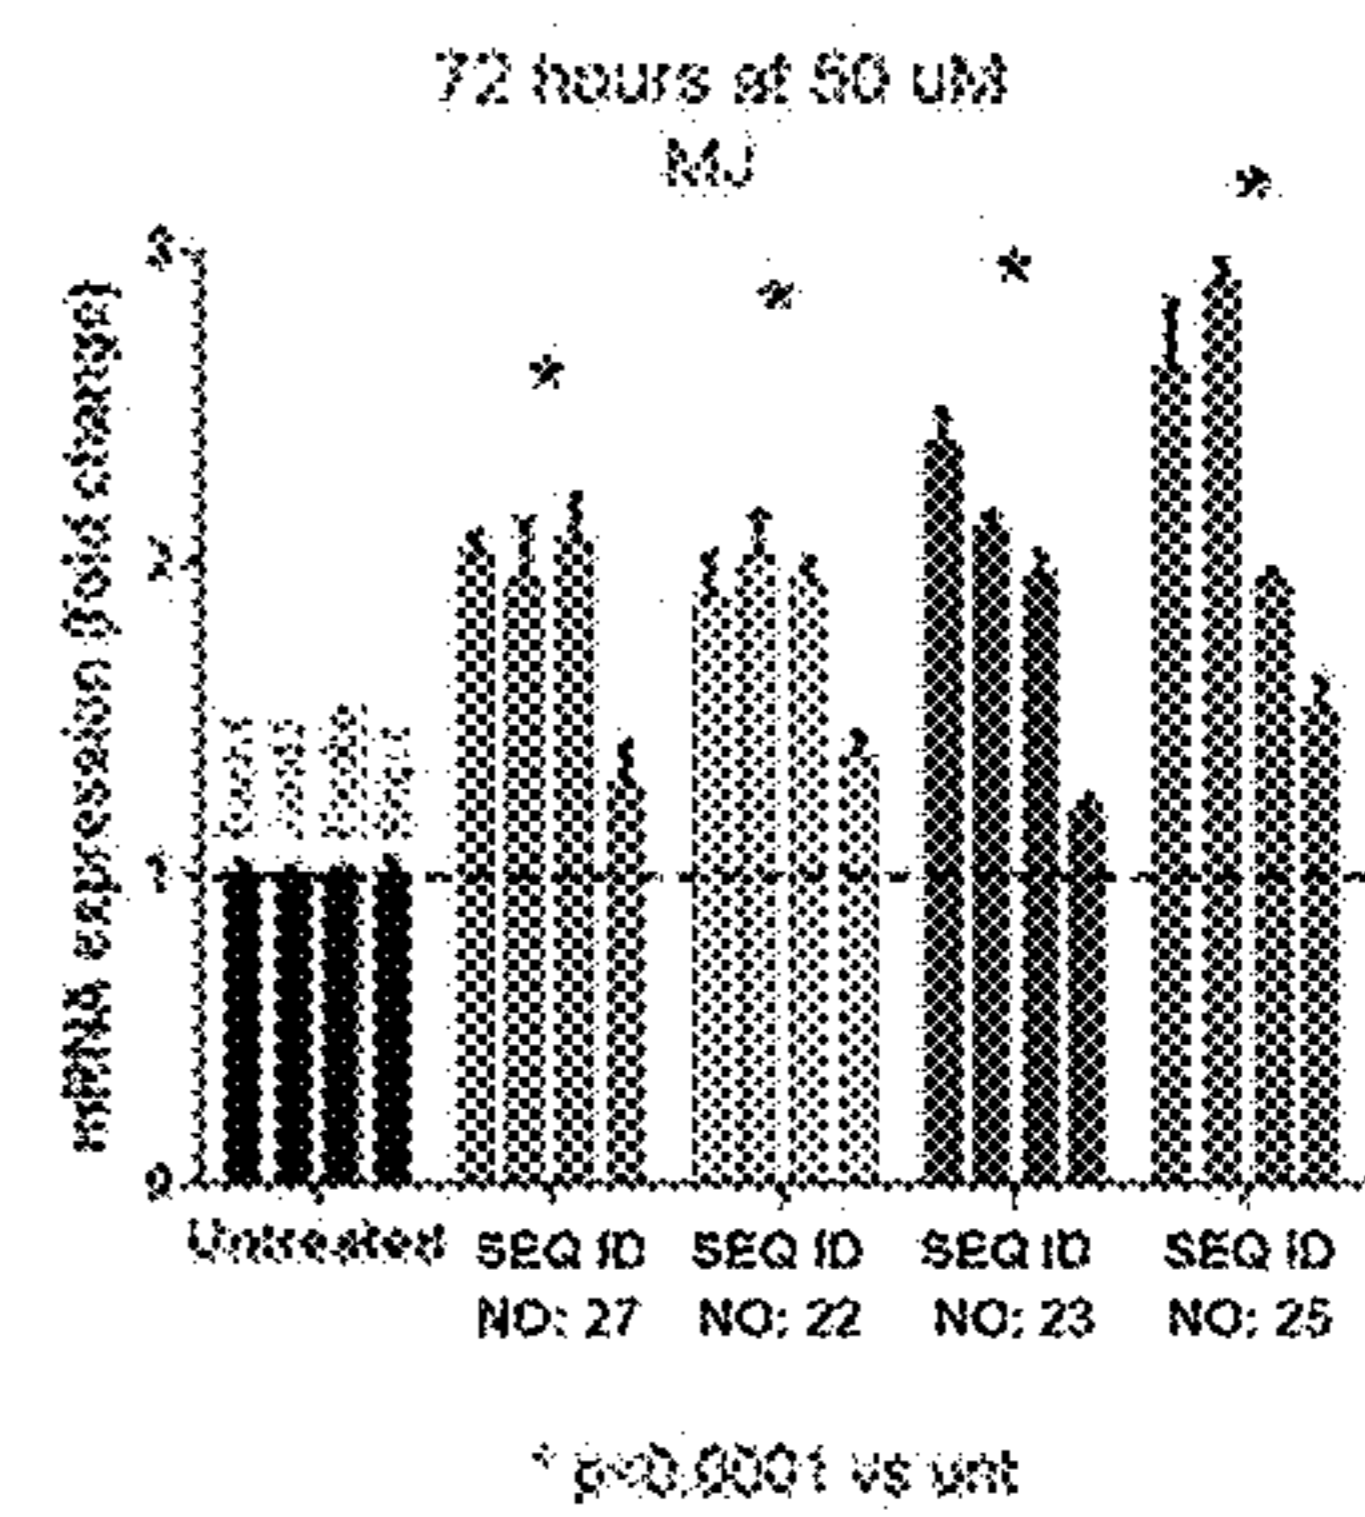 72 hours at 50 uM
MJ
mRNA expression (fold change)
3
2
1
0
Untreated
SEQ ID
NO: 27
SEQ ID
NO: 22
SEQ ID
NO: 23
SEQ ID
NO: 25
* p<0.0001 vs unt